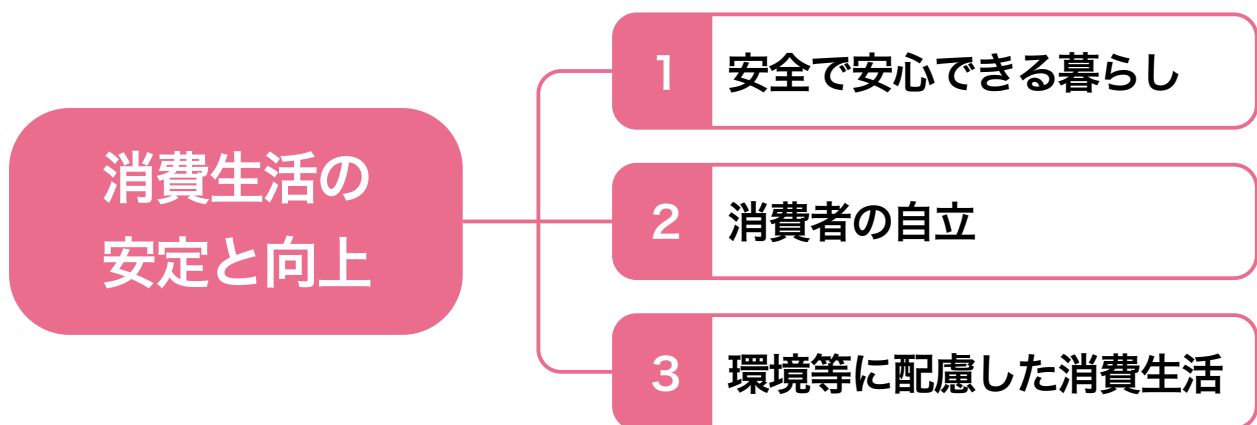 消費生活の
安定と向上
1 安全で安心できる暮らし
2 消費者の自立
3 環境等に配慮した消費生活